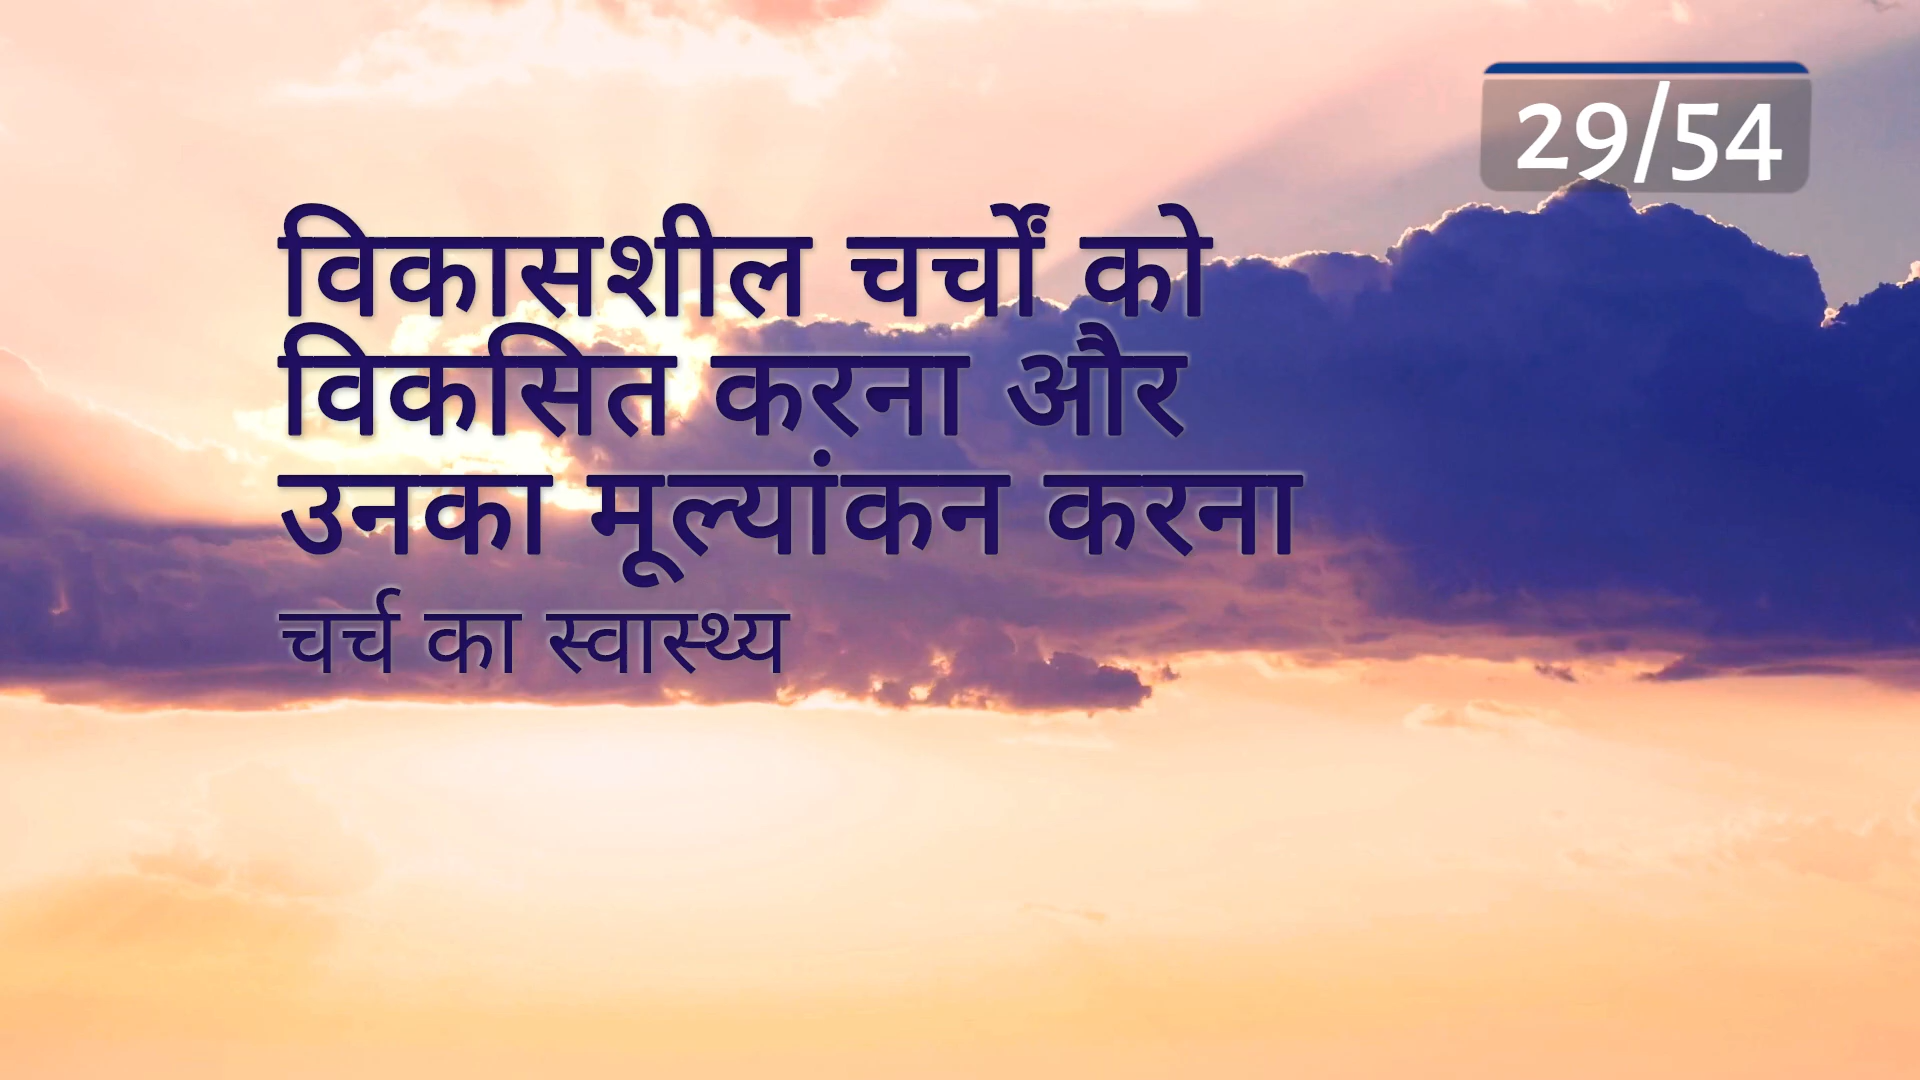 29/54
विकासशील चर्चों को
विकसित करना और
उनका मूल्यांकन करना
चर्च का स्वास्थ्य